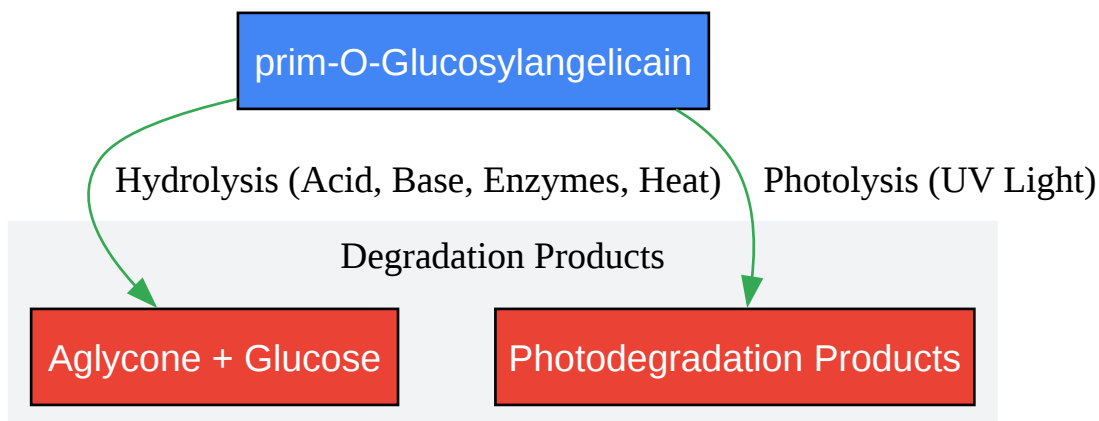 prim-O-Glucosylangelicain
Hydrolysis (Acid, Base, Enzymes, Heat)
Photolysis (UV Light)
Degradation Products
Aglycone + Glucose
Photodegradation Products